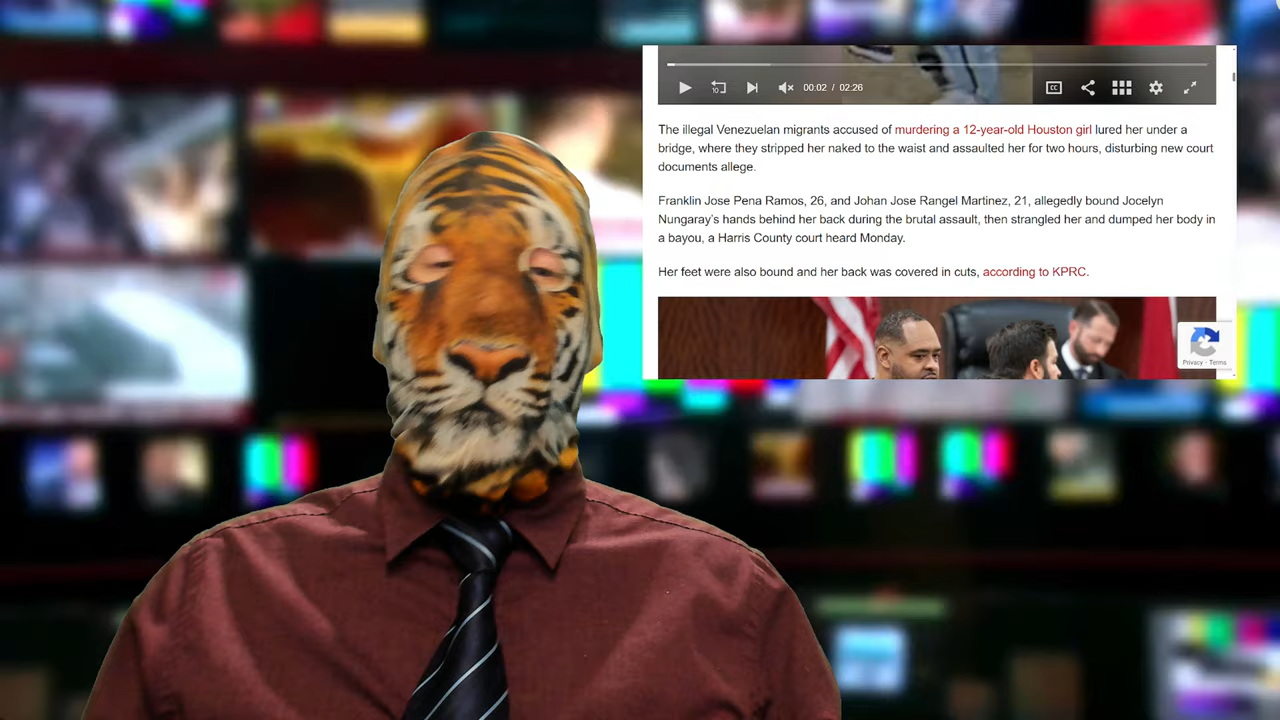 00:02 / 02:26
The illegal Venezuelan migrants accused of murdering a 12-year-old Houston girl lured her under a
bridge, where they stripped her naked to the waist and assaulted her for two hours, disturbing new court
documents allege.
Franklin Jose Pena Ramos, 26, and Johan Jose Rangel Martinez, 21, allegedly bound Jocelyn
Nungaray's hands behind her back during the brutal assault, then strangled her and dumped her body in
a bayou, a Harris County court heard Monday.
Her feet were also bound and her back was covered in cuts, according to KPRC.
10
CC
Privacy - Terms